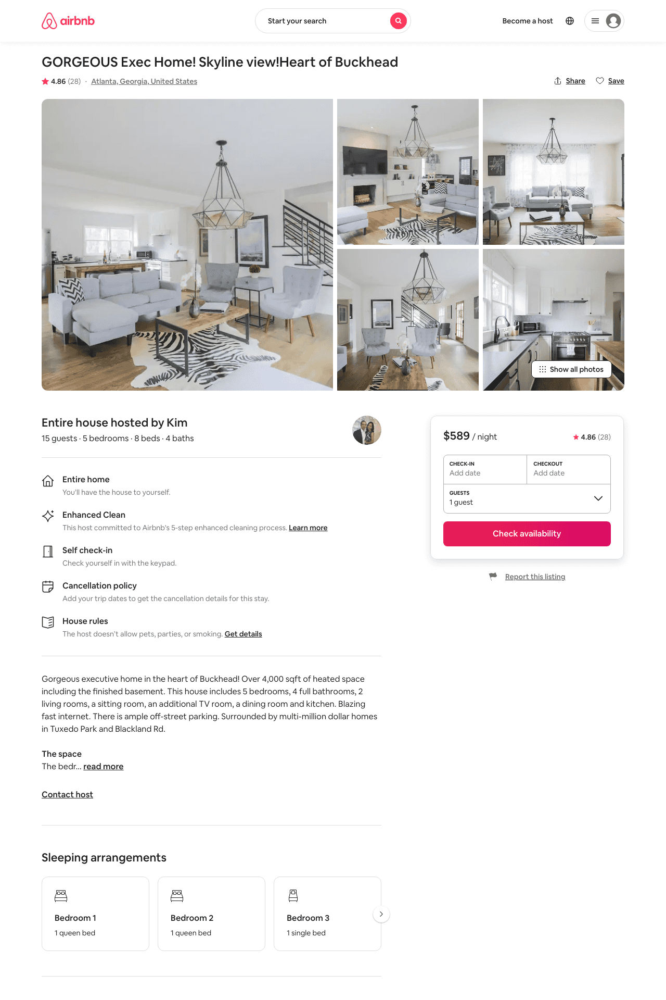 airbnb
Start your search
Become a host
GORGEOUS Exec Home! Skyline view!Heart of Buckhead
4.86 (28) · Atlanta, Georgia, United States
Share
Save
Show all photos
Entire house hosted by Kim
15 guests · 5 bedrooms · 8 beds · 4 baths
Entire home
You'll have the house to yourself.
Enhanced Clean
This host committed to Airbnb's 5-step enhanced cleaning process. Learn more
Self check-in
Check yourself in with the keypad.
Cancellation policy
Add your trip dates to get the cancellation details for this stay.
House rules
The host doesn't allow pets, parties, or smoking. Get details
$589 / night
4.86 (28)
CHECK-IN
Add date
CHECKOUT
Add date
GUESTS
1 guest
Check availability
Report this listing
Gorgeous executive home in the heart of Buckhead! Over 4,000 sqft of heated space
including the finished basement. This house includes 5 bedrooms, 4 full bathrooms, 2
living rooms, a sitting room, an additional TV room, a dining room and kitchen. Blazing
fast internet. There is ample off-street parking. Surrounded by multi-million dollar homes
in Tuxedo Park and Blackland Rd.
The space
The bedr... read more
Contact host
Sleeping arrangements
Bedroom 1
1 queen bed
Bedroom 2
1 queen bed
Bedroom 3
1 single bed